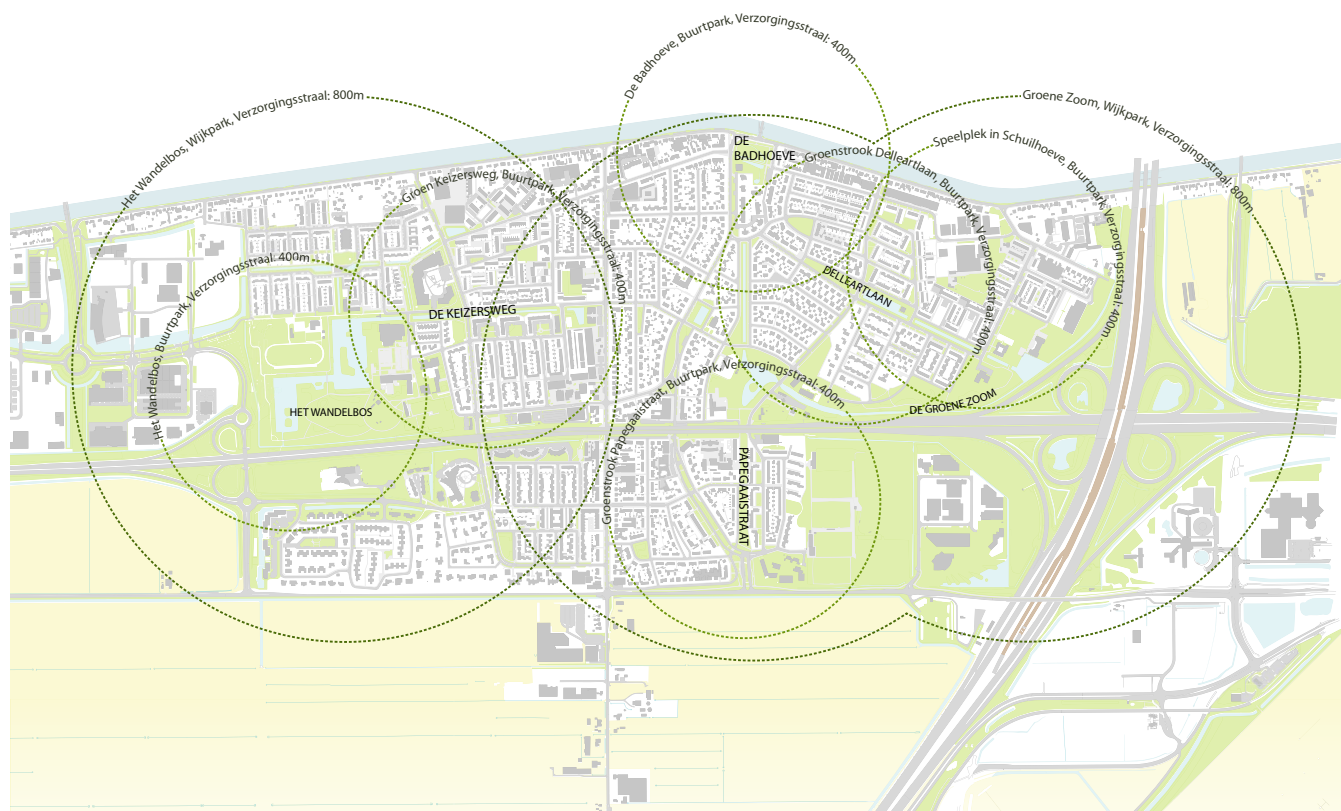 De Badhoeve, Buurtpark, Verzorgingsstraal: 400m
Het Wandelbos, Wijkpark, Verzorgingsstraal: 800m
Groene Zoom, Wijkpark, Verzorgingsstraal: 800m
Speelplek in Schuilhoeve, Buurtpark, Verzorgingsstraal: 400m
DE
BADHOEVE
Groenstrook Delleartlaan, Buurtpark, Verzorgingsstraal: 400m
Groen Keizersweg, Buurtpark, Verzorgingsstraal: 400m
Het Wandelbos, Buurtpark, Verzorgingsstraal: 400m
DELLEARTLAAN
DE KEIZERSWEG
Groenstrook Papegaaistraat, Buurtpark, Verzorgingsstraal: 400m
DE GROENE ZOOM
HET WANDELBOS
PAPEGAAISTRAAT